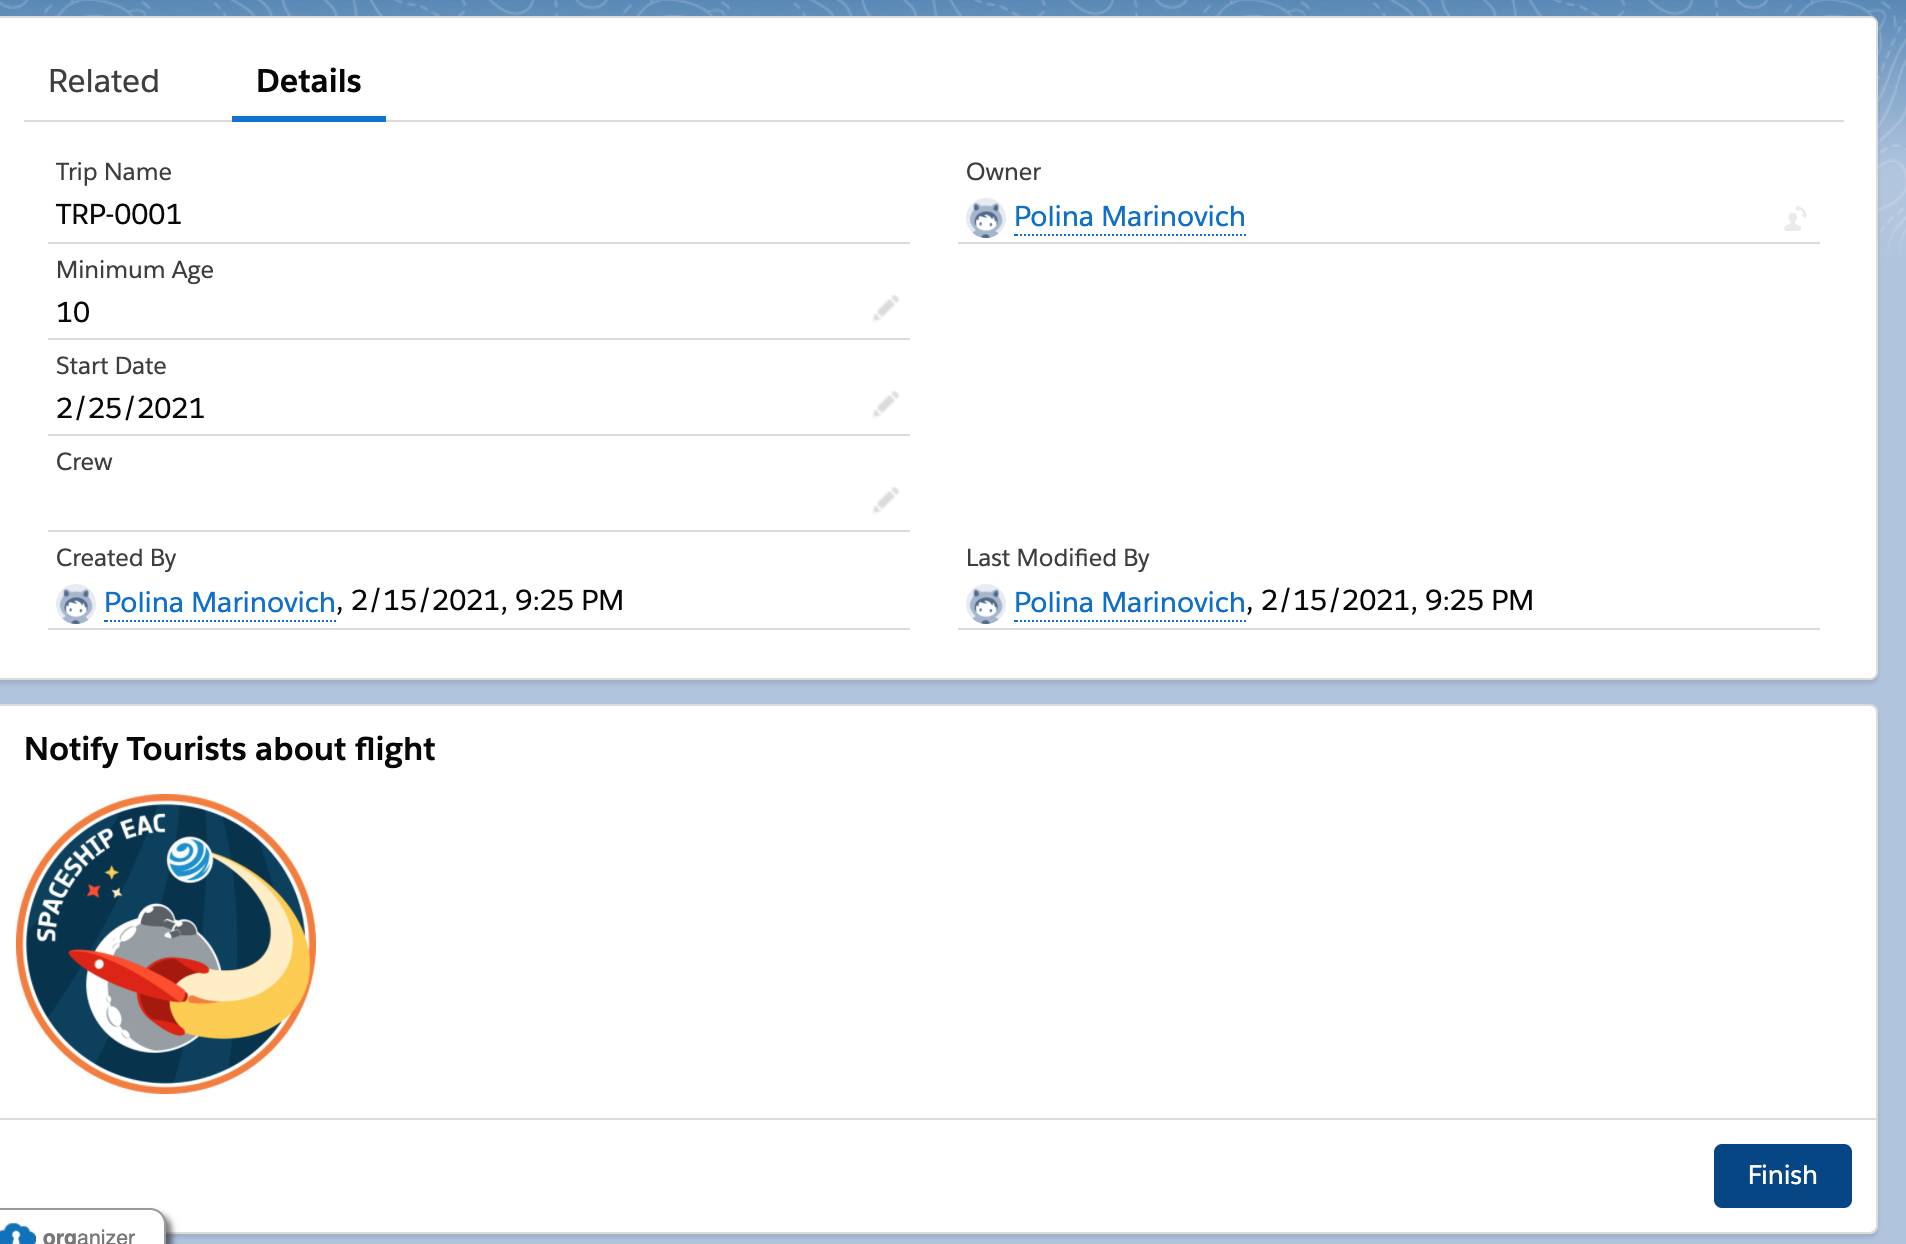 Related Details
Trip Name
TRP-0001
Owner
Polina Marinovich
Minimum Age
10
Start Date
2/25/2021
Crew
Created By
Polina Marinovich, 2/15/2021, 9:25 PM
Last Modified By
Polina Marinovich, 2/15/2021, 9:25 PM
Notify Tourists about flight
SPACESHIP EAC
Finish
organizer